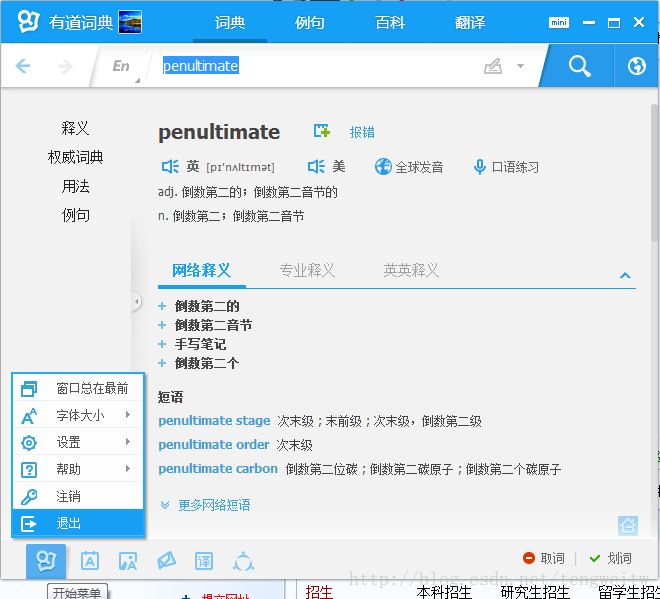 有道词典 词典 例句 百科 翻译 mini
En penultimate
释义
权威词典
用法
例句
penultimate 报错
英 [pɪ'nʌltɪmət] 美 全球发音 口语练习
adj. 倒数第二的；倒数第二音节的
n. 倒数第二；倒数第二音节
网络释义 专业释义 英英释义
+ 倒数第二的
+ 倒数第二音节
+ 手写笔记
+ 倒数第二个
短语
penultimate stage 次末级；末前级；次末级，倒数第二级
penultimate order 次末级
penultimate carbon 倒数第二位碳；倒数第二碳原子；倒数第二个碳原子
更多网络短语
窗口总在最前
字体大小
设置
帮助
注销
退出
取词 划词
http://blog.csdn.net/tengweitw
开始菜单 提交网址 招生 本科招生 研究生招生